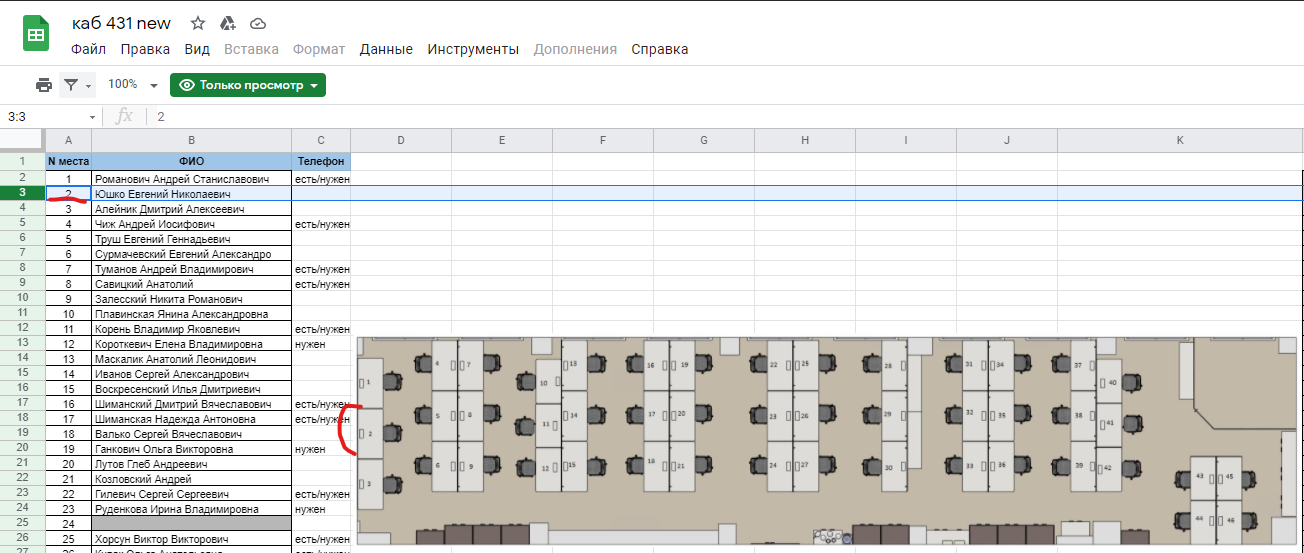 каб 431 new
Файл Правка Вид Вставка Формат Данные Инструменты Дополнения Справка
100% Только просмотр
3:3 fx 2
A B C D E F G H I J K
1 N места ФИО Телефон
2 1 Романович Андрей Станиславович есть/нужен
3 2 Юшко Евгений Николаевич
4 3 Алейник Дмитрий Алексеевич
5 4 Чиж Андрей Иосифович есть/нужен
6 5 Труш Евгений Геннадьевич
7 6 Сурмачевский Евгений Александро
8 7 Туманов Андрей Владимирович есть/нужен
9 8 Савицкий Анатолий есть/нужен
10 9 Залесский Никита Романович
11 10 Плавинская Янина Александровна
12 11 Корень Владимир Яковлевич есть/нужен
13 12 Короткевич Елена Владимировна нужен
14 13 Маскалик Анатолий Леонидович
15 14 Иванов Сергей Александрович
16 15 Воскресенский Илья Дмитриевич
17 16 Шиманский Дмитрий Вячеславович есть/нужен
18 17 Шиманская Надежда Антоновна есть/нужен
19 18 Валько Сергей Вячеславович
20 19 Ганкович Ольга Викторовна нужен
21 20 Лутов Глеб Андреевич
22 21 Козловский Андрей
23 22 Гилевич Сергей Сергеевич есть/нужен
24 23 Руденкова Ирина Владимировна нужен
25 24
26 25 Хорсун Виктор Викторович есть/нужен
27 26
4 7 13 16 19 22 25 28 31 34 37
1 10 40
5 8 14 17 20 23 26 29 32 35 38
2 11 41
6 9 12 15 18 21 24 27 30 33 36 39 42
3 43 45
44 46